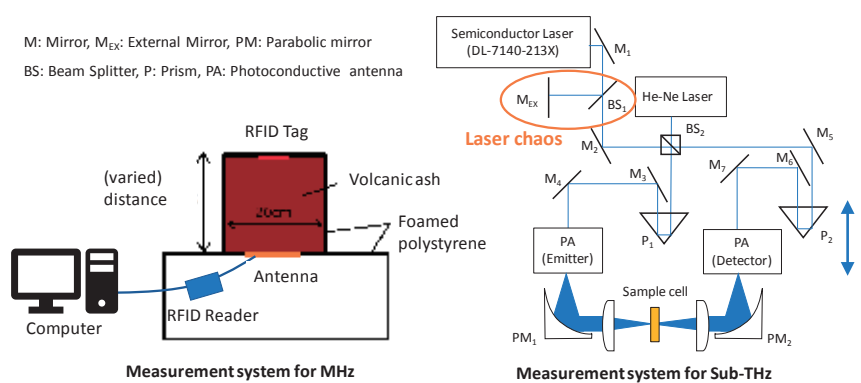 M: Mirror, MEX: External Mirror, PM: Parabolic mirror
BS: Beam Splitter, P: Prism, PA: Photoconductive antenna
RFID Tag
(varied)
distance
Volcanic ash
20cm
Foamed
polystyrene
Antenna
RFID Reader
Computer
Measurement system for MHz
Semiconductor Laser
(DL-7140-213X)
M1
MEX
BS1
He-Ne Laser
Laser chaos
BS2
M2
M5
M6
M7
M3
M4
P1
P2
PA
(Emitter)
PA
(Detector)
Sample cell
PM1
PM2
Measurement system for Sub-THz